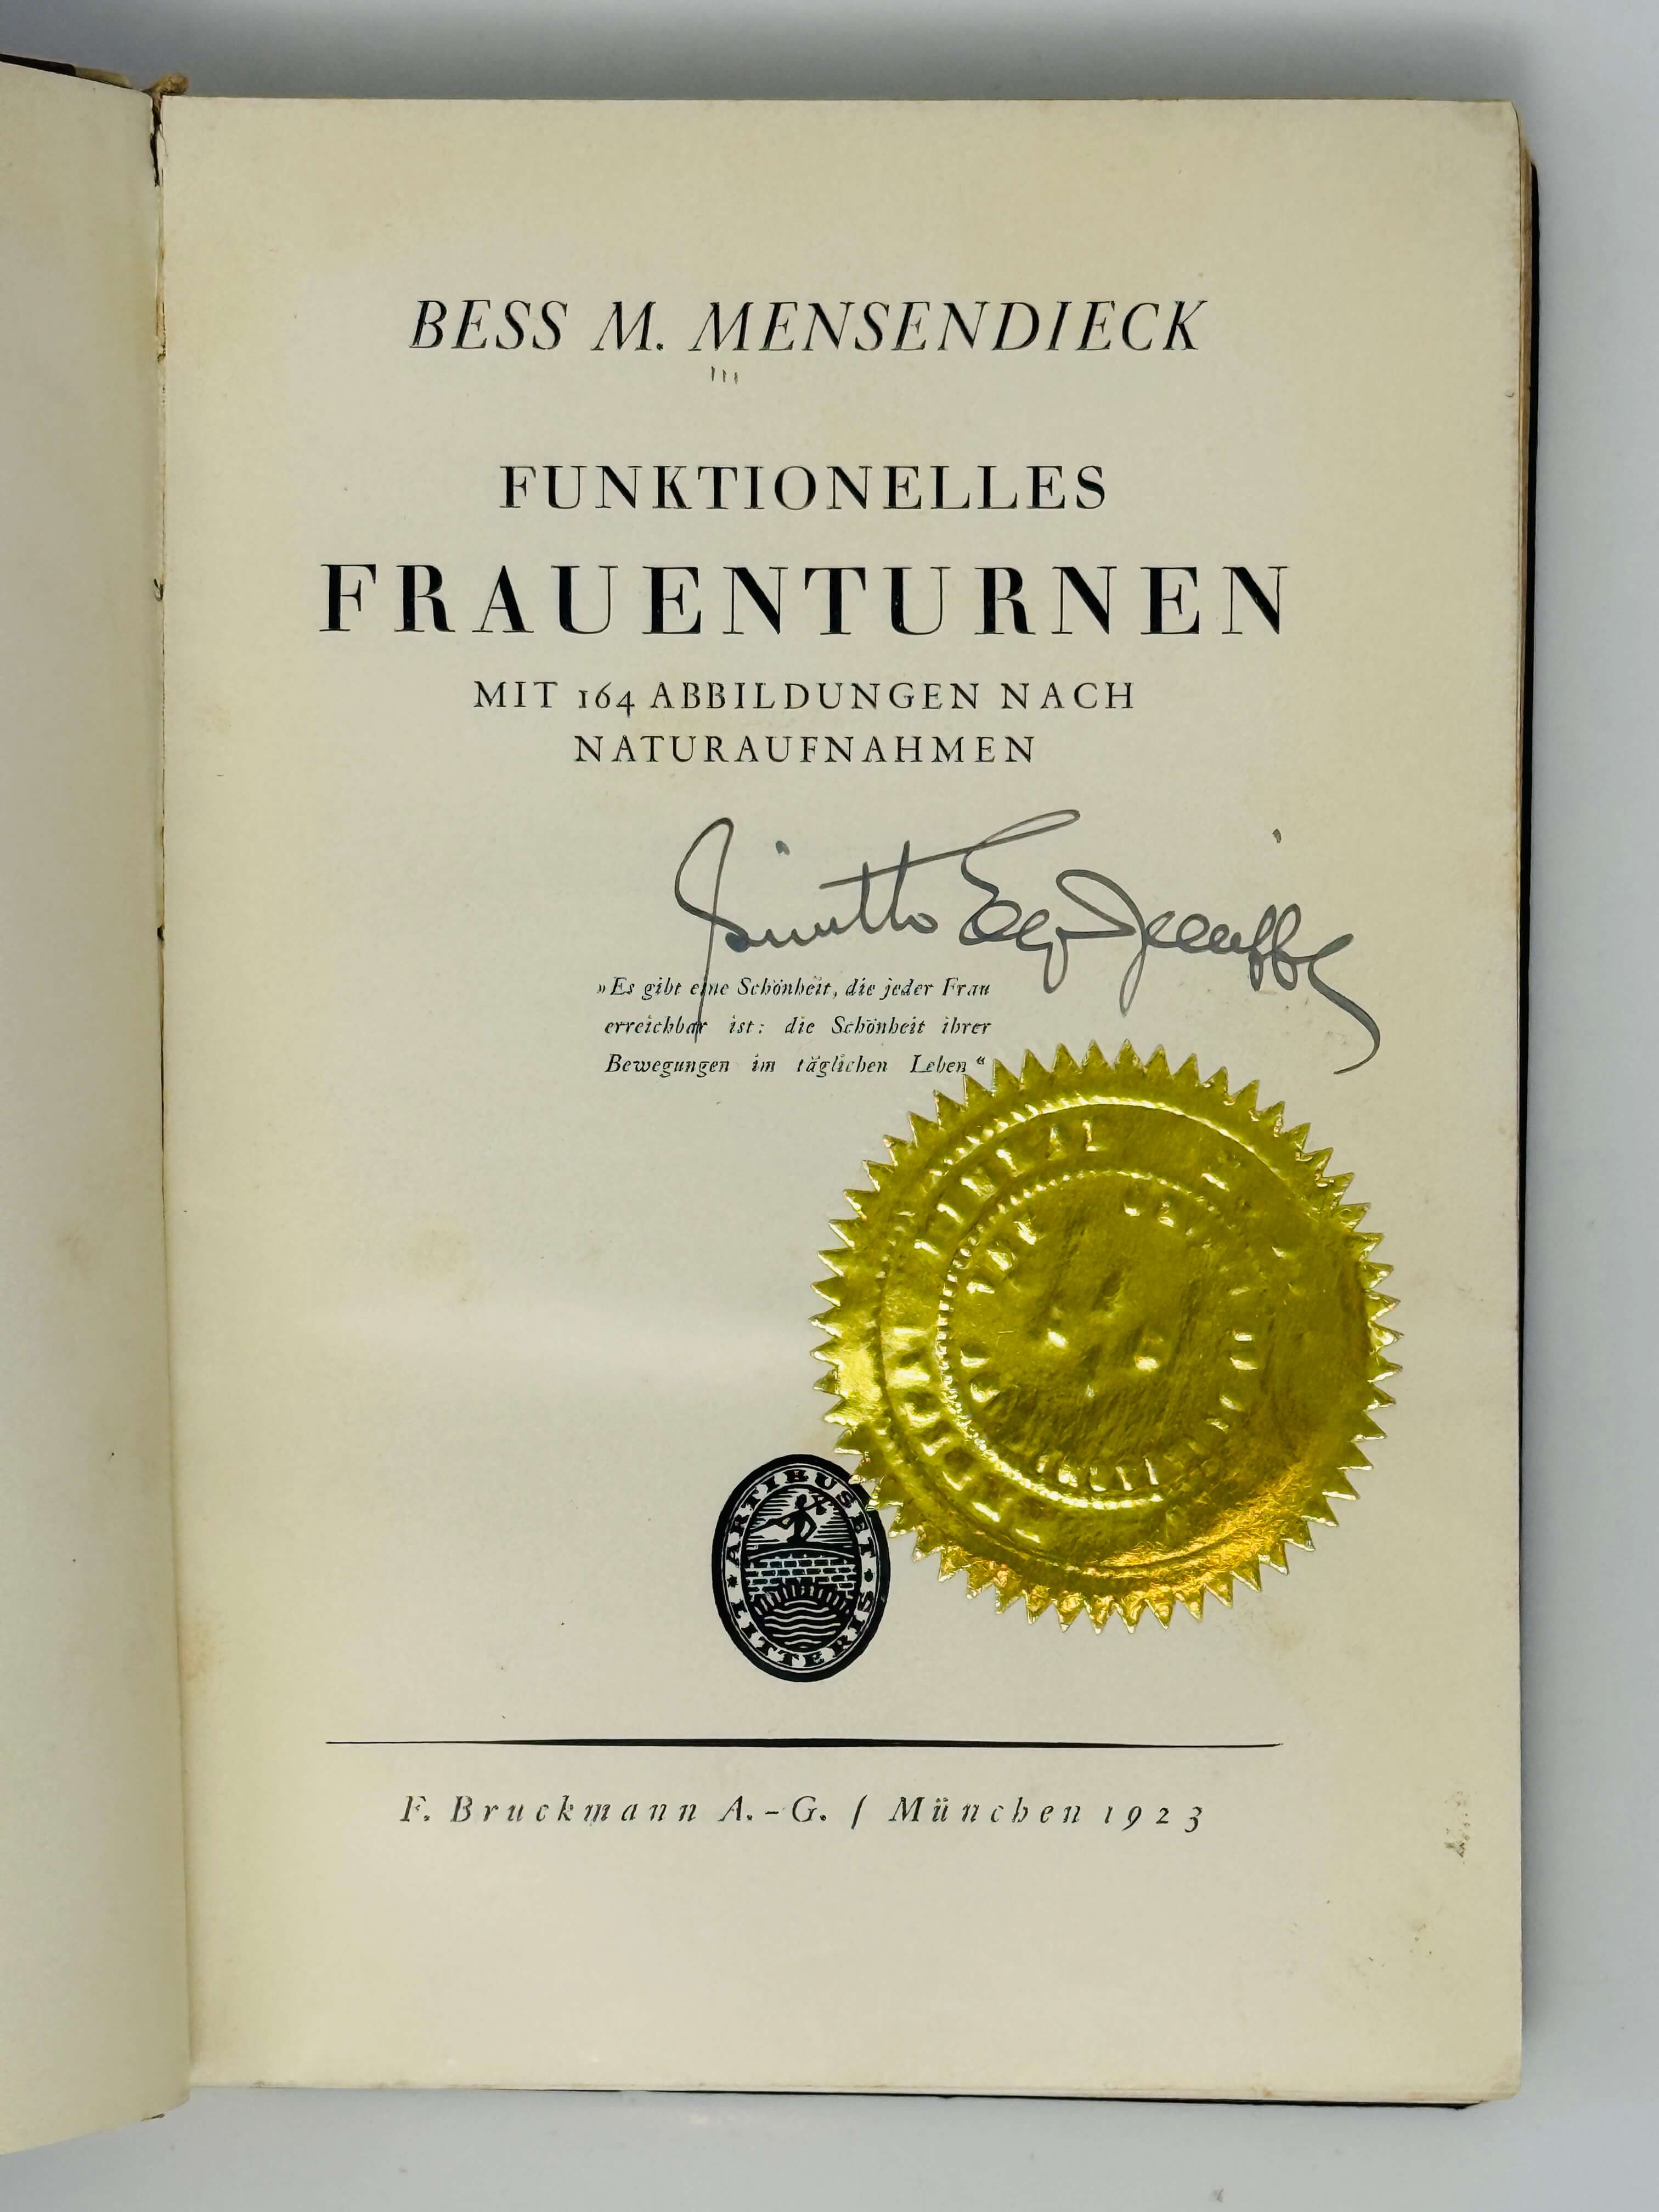 BESS M. MENSENDIECK
FUNKTIONELLES
FRAUENTURNEN
MIT 164 ABBILDUNGEN NACH
NATURAUFNAHMEN
»Es gibt eine Schönheit, die jeder Frau
erreichbar ist: die Schönheit ihrer
Bewegungen im täglichen Leben“
ARTIBUS ET LITTERIS
F. Bruckmann A.-G. / München 1923